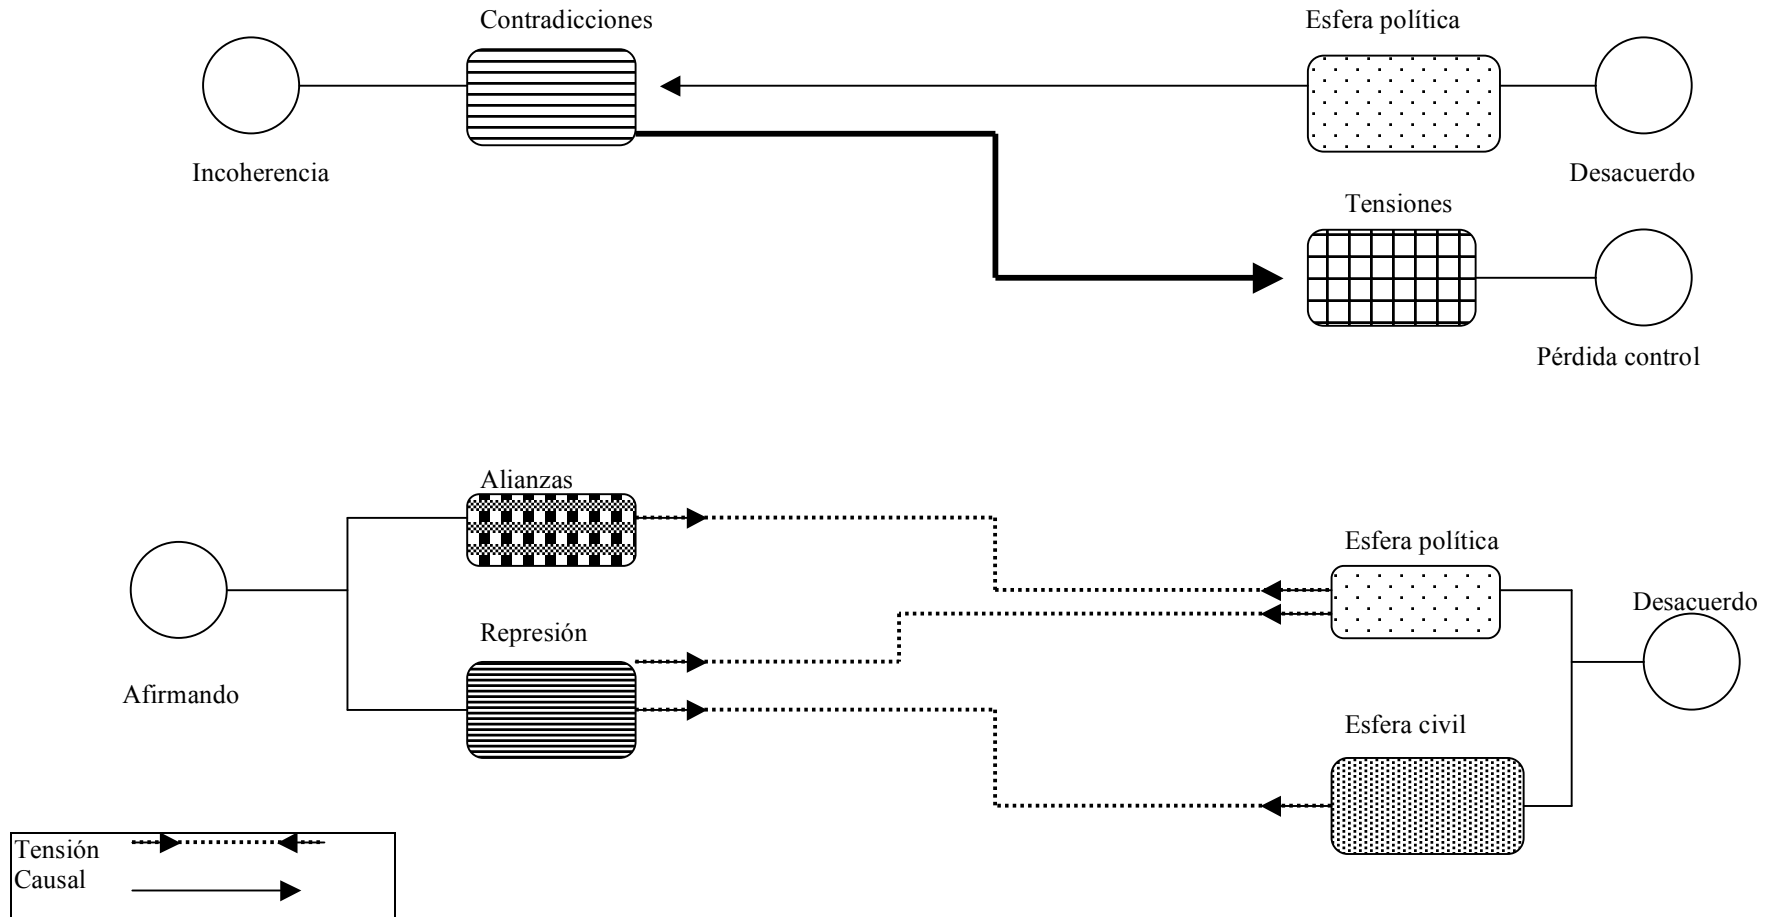 Contradicciones
Esfera política
Incoherencia
Desacuerdo
Tensiones
Pérdida control
Alianzas
Esfera política
Desacuerdo
Represión
Afirmando
Esfera civil
Tensión
Causal